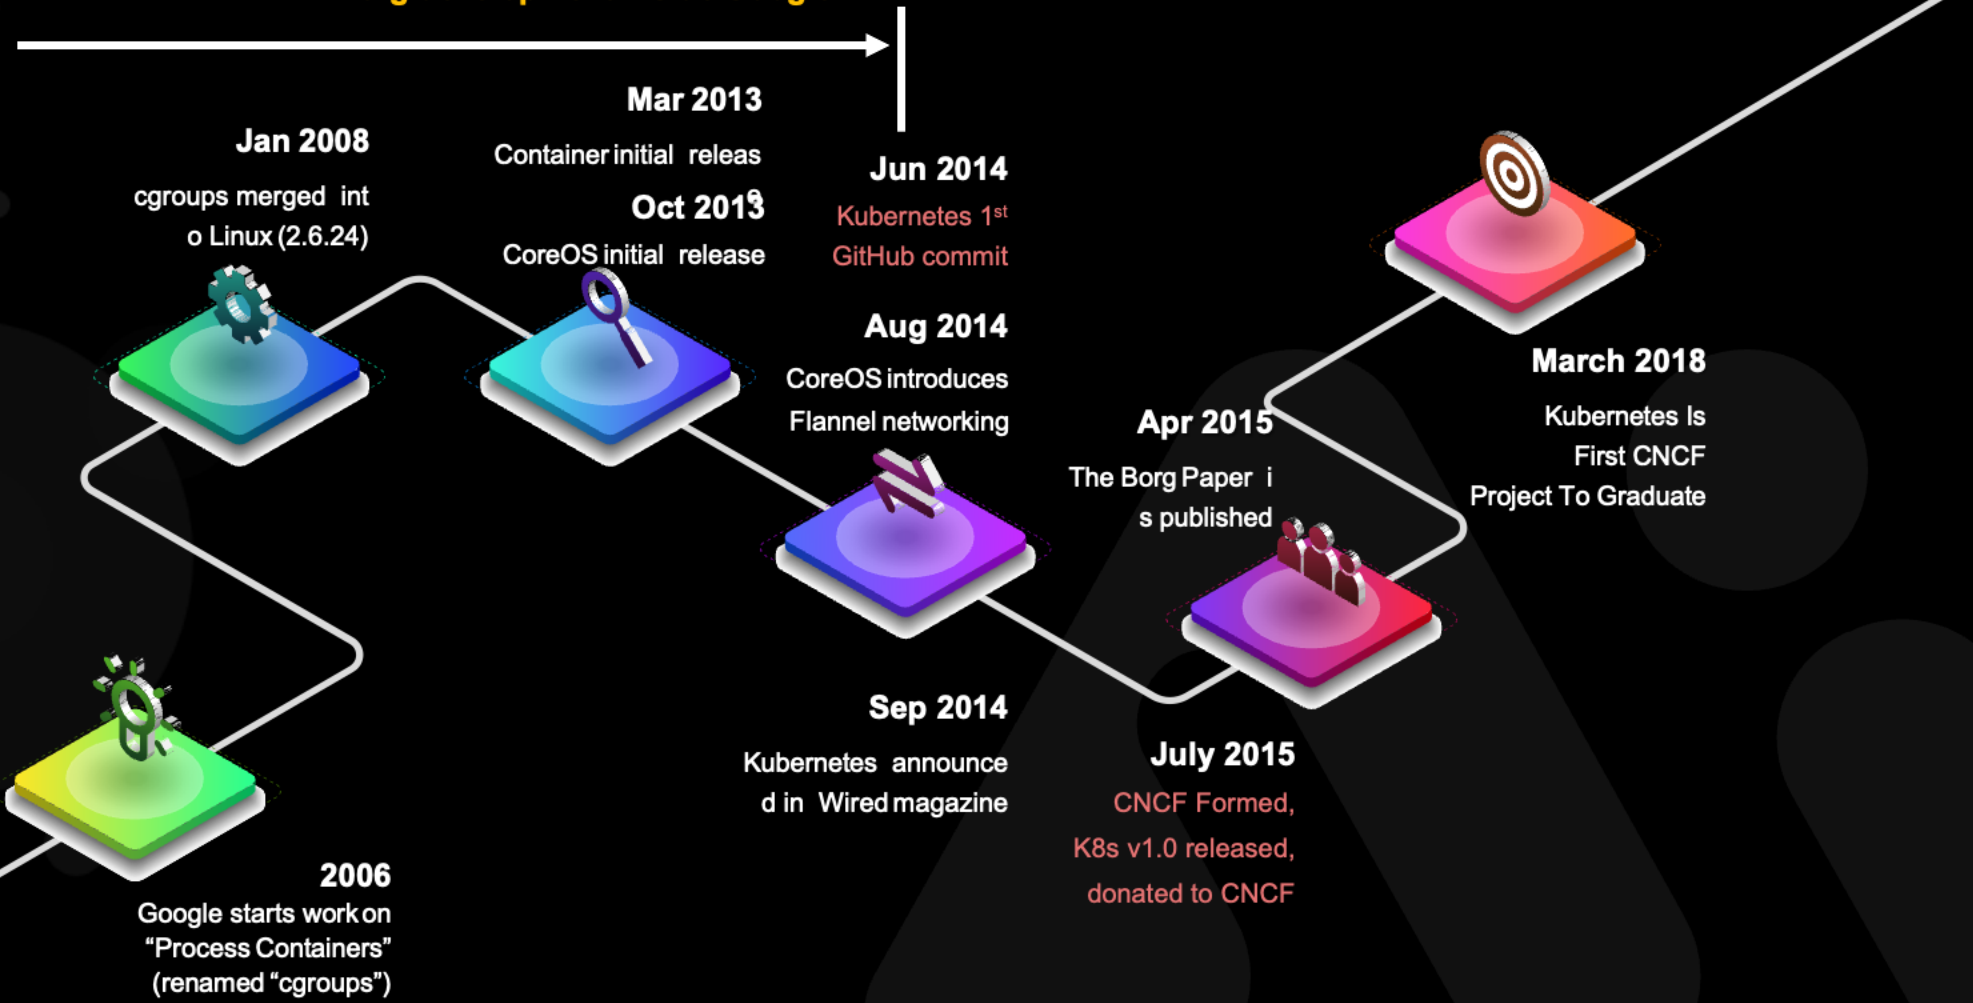 Jan 2008
cgroups merged int
o Linux (2.6.24)
Mar 2013
Container initial releas
e
Oct 2013
CoreOS initial release
Jun 2014
Kubernetes 1st
GitHub commit
Aug 2014
CoreOS introduces
Flannel networking
Sep 2014
Kubernetes announce
d in Wired magazine
Apr 2015
The Borg Paper i
s published
July 2015
CNCF Formed,
K8s v1.0 released,
donated to CNCF
March 2018
Kubernetes Is
First CNCF
Project To Graduate
2006
Google starts work on
“Process Containers”
(renamed “cgroups”)